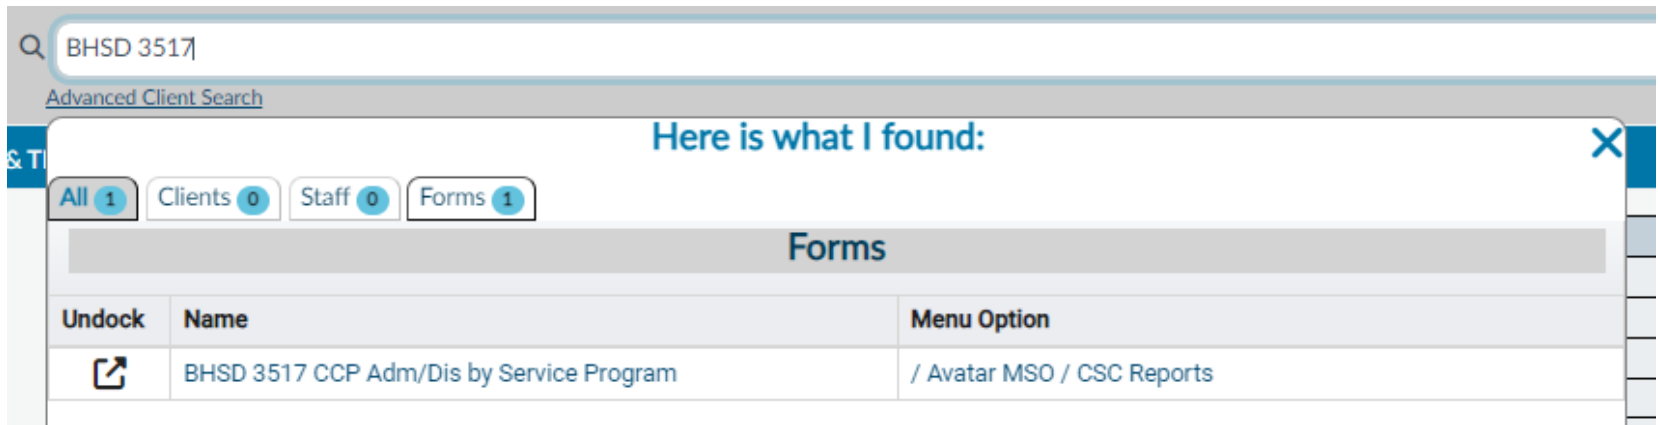 BHSD 3517
Advanced Client Search
Here is what I found:
All 1 Clients 0 Staff 0 Forms 1
Forms
Undock Name Menu Option
BHSD 3517 CCP Adm/Dis by Service Program / Avatar MSO / CSC Reports